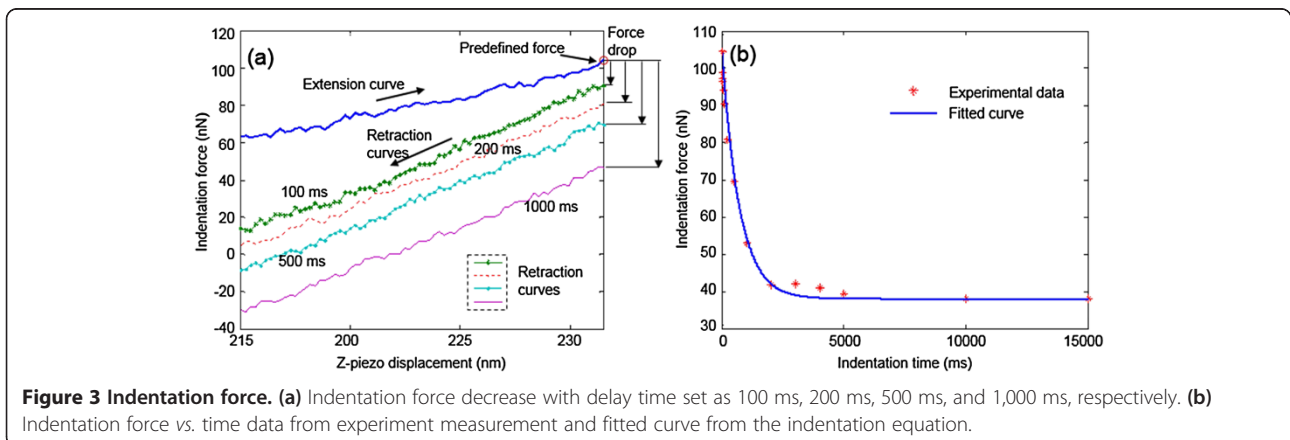 (a)
Predefined force
Force
drop
Extension curve
Retraction
curves
200 ms
100 ms
500 ms
1000 ms
Retraction
curves
Indentation force (nN)
120
100
80
60
40
20
0
-20
-40
215
200
225
230
Z-piezo displacement (nm)
(b)
Experimental data
Fitted curve
Indentation force (nN)
110
100
90
80
70
60
50
40
30
0
5000
10000
15000
Indentation time (ms)
Figure 3 Indentation force. (a) Indentation force decrease with delay time set as 100 ms, 200 ms, 500 ms, and 1,000 ms, respectively. (b)
Indentation force vs. time data from experiment measurement and fitted curve from the indentation equation.